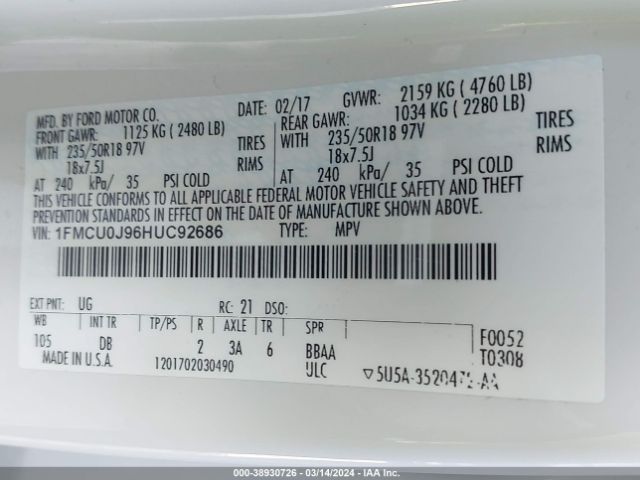 MFD. BY FORD MOTOR CO. DATE: 02/17 GVWR: 2159 KG ( 4760 LB)
FRONT GAWR: 1125 KG ( 2480 LB) REAR GAWR: 1034 KG ( 2280 LB)
WITH 235/50R18 97V TIRES WITH 235/50R18 97V TIRES
18x7.5J RIMS 18x7.5J RIMS
AT 240 kPa/ 35 PSI COLD AT 240 kPa/ 35 PSI COLD
THIS VEHICLE CONFORMS TO ALL APPLICABLE FEDERAL MOTOR VEHICLE SAFETY AND THEFT
PREVENTION STANDARDS IN EFFECT ON THE DATE OF MANUFACTURE SHOWN ABOVE.
VIN: 1FMCU0J96HUC92686 TYPE: MPV
EXT PNT: UG RC: 21 DSO:
WB INT TR TP/PS R AXLE TR SPR F0052
105 DB 2 3A 6 BBAA T0308
MADE IN U.S.A. 1201702030490 ULC ▽5U5A-3520472-AA
000-38930726 - 03/14/2024 - IAAI.COM